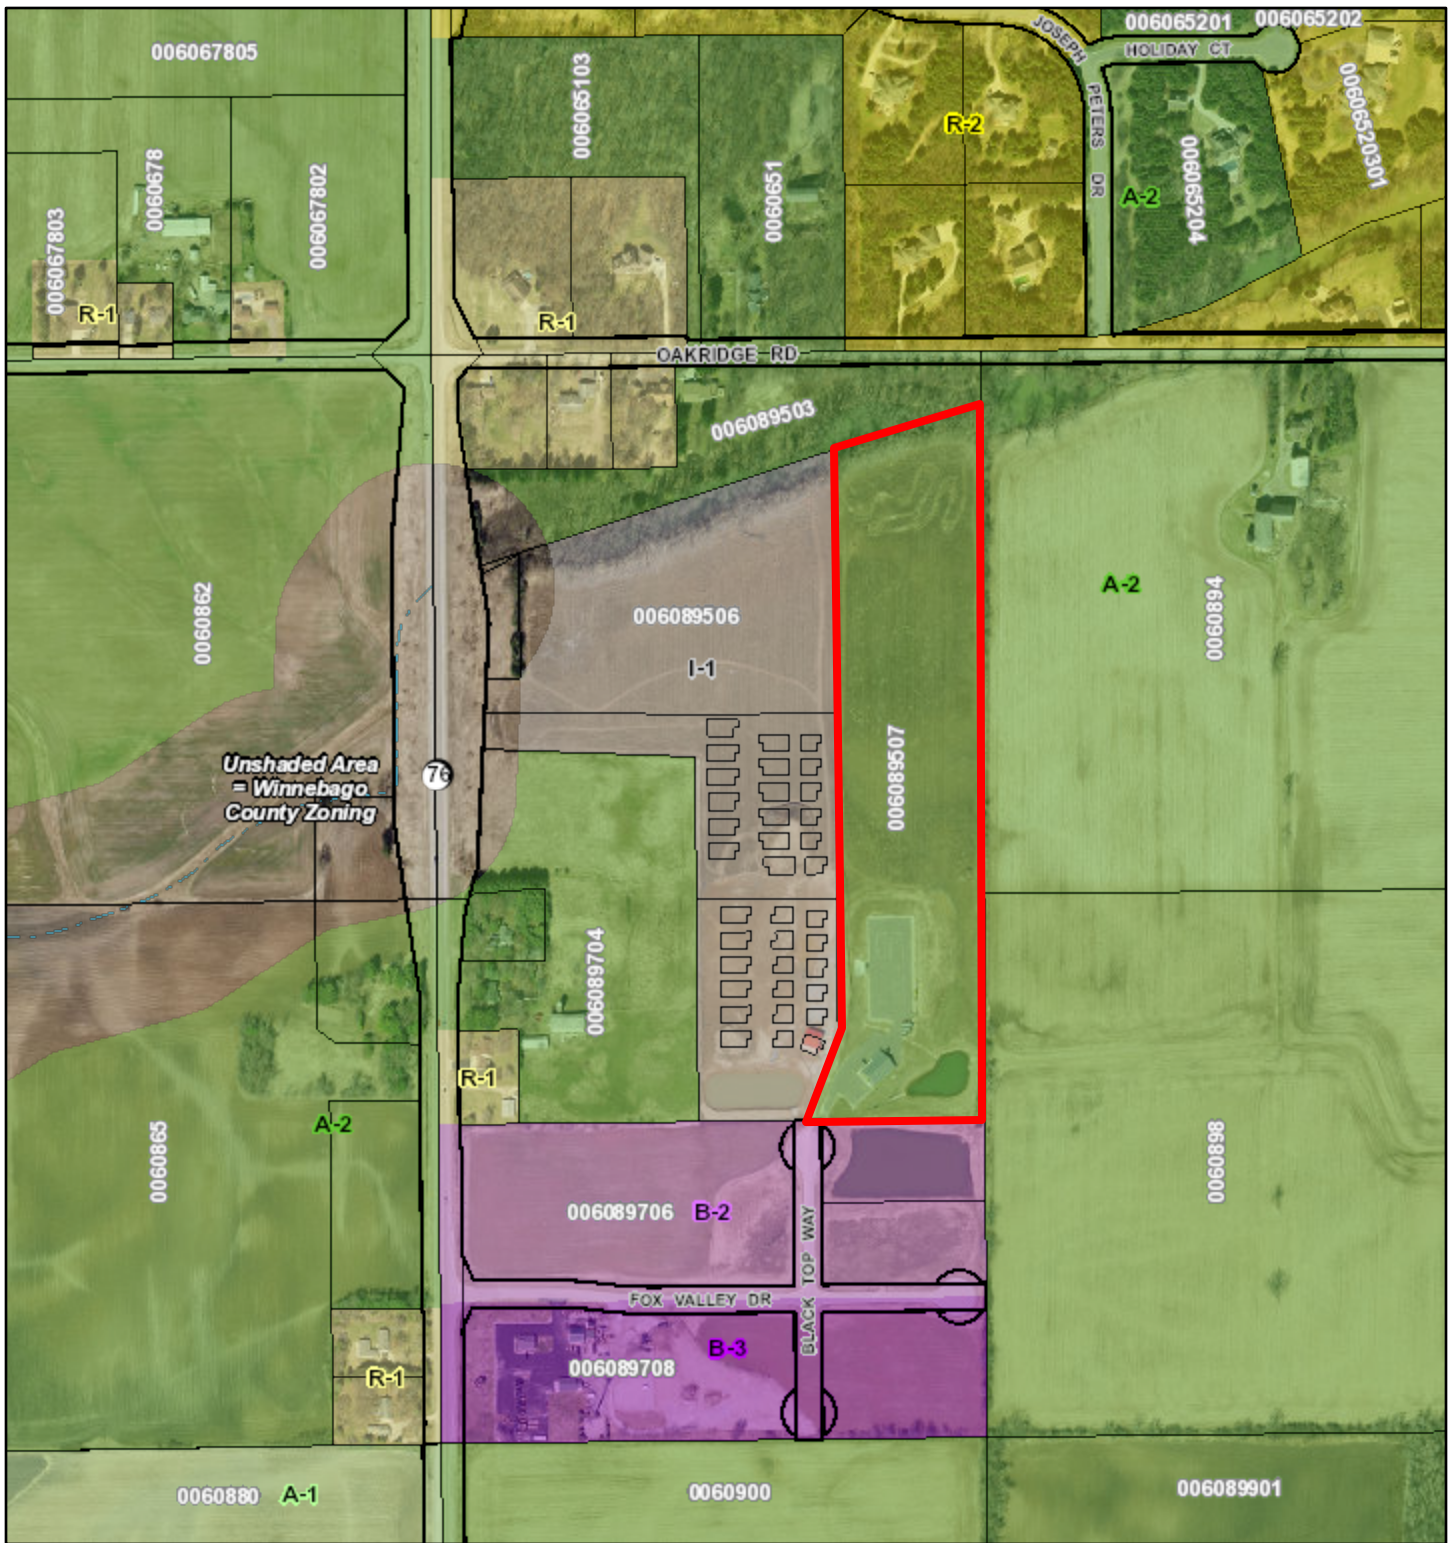 006067805
006065201
006065202
JOSEPH
PETERS DR
HOLIDAY CT
006065103
0060678
006067802
006067803
0060651
R-2
A-2
006065204
0060652​0301
R-1
R-1
OAKRIDGE RD
006089503
0060862
006089506
I-1
A-2
0060894
006089507
Unshaded Area
= Winnebago
County Zoning
76
006089704
R-1
A-2
0060865
0060898
006089706
B-2
BLACK TOP WAY
FOX VALLEY DR
B-3
006089708
R-1
0060880
A-1
0060900
006089901